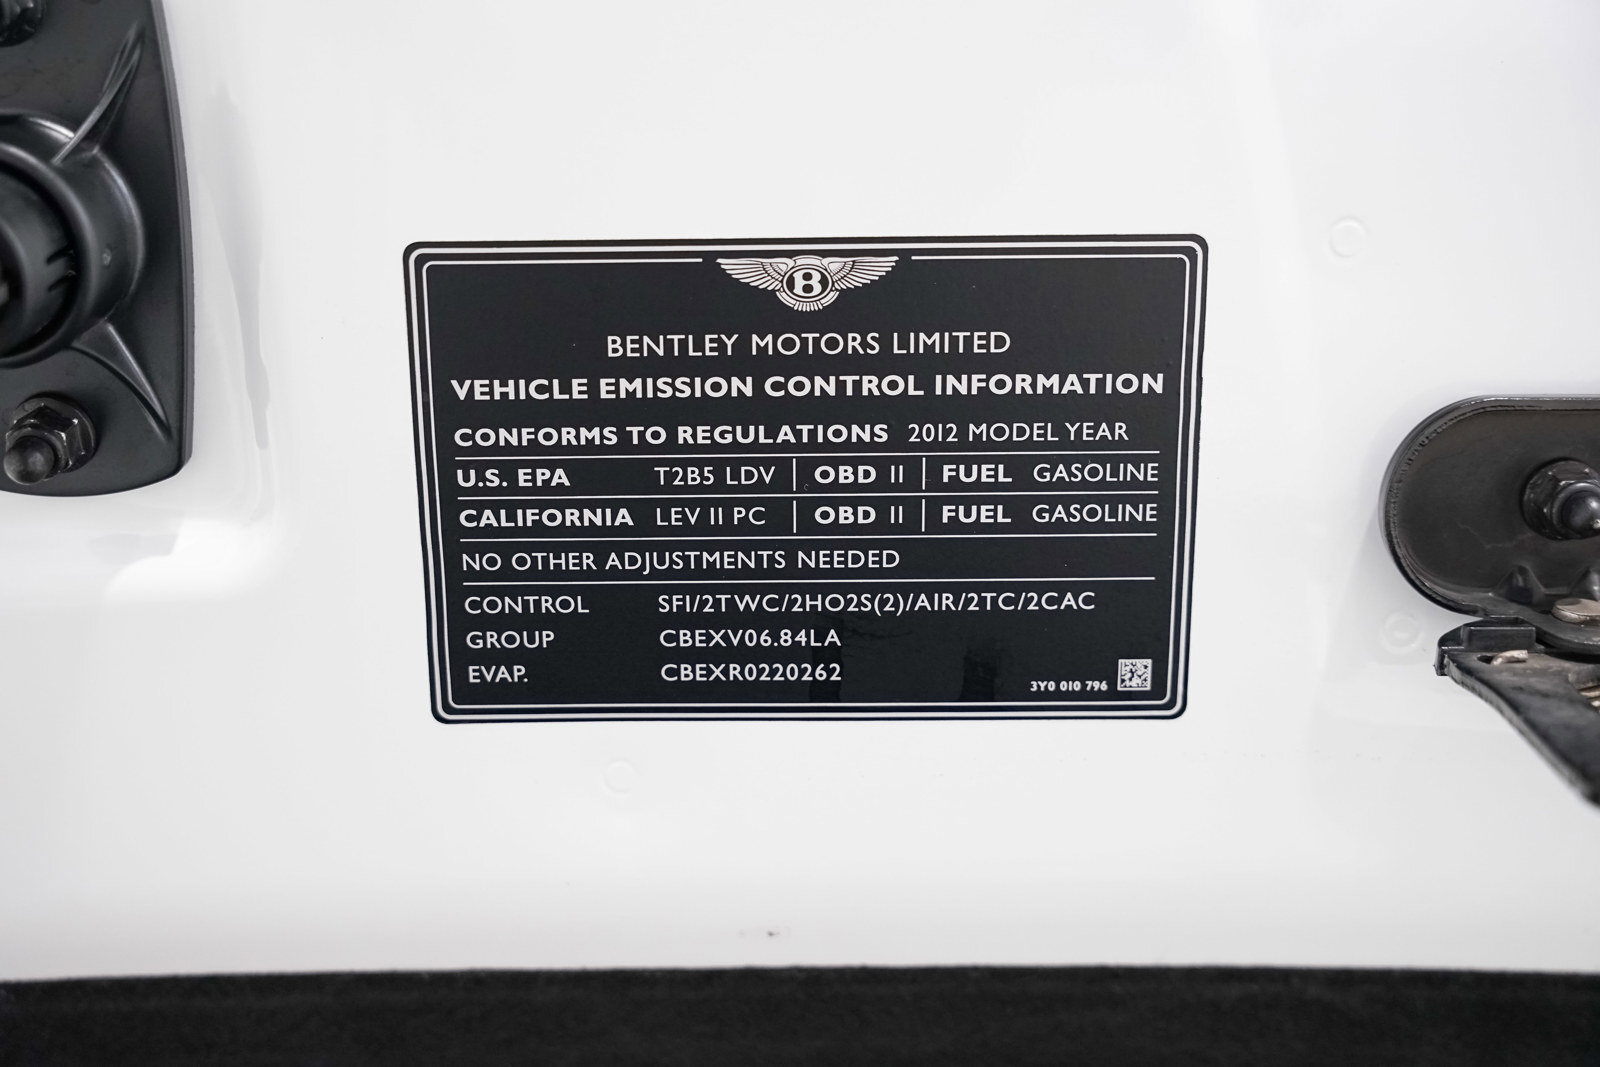 B
BENTLEY MOTORS LIMITED
VEHICLE EMISSION CONTROL INFORMATION
CONFORMS TO REGULATIONS 2012 MODEL YEAR
U.S. EPA T2B5 LDV | OBD II | FUEL GASOLINE
CALIFORNIA LEV II PC | OBD II | FUEL GASOLINE
NO OTHER ADJUSTMENTS NEEDED
CONTROL SFI/2TWC/2HO2S(2)/AIR/2TC/2CAC
GROUP CBEXV06.84LA
EVAP. CBEXR0220262
3Y0 010 796